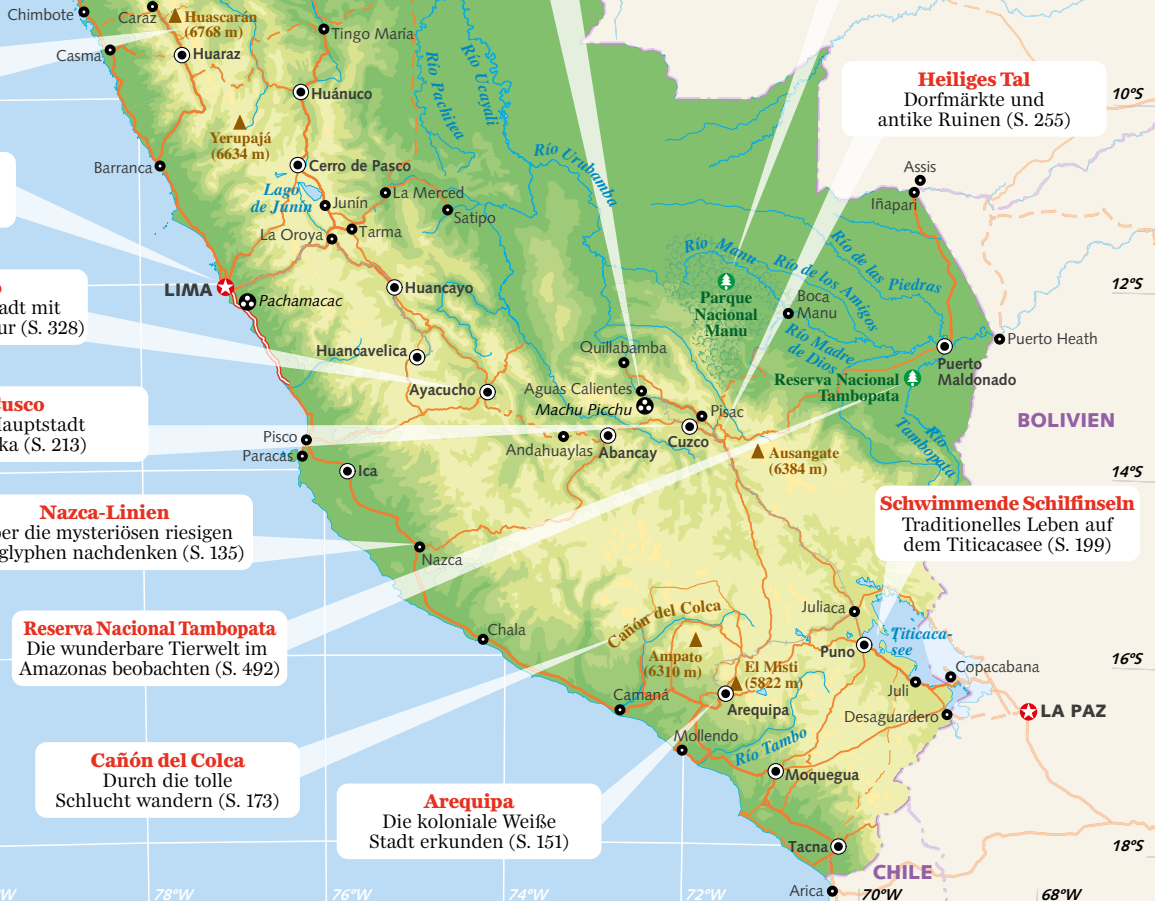 Chimbote
Caraz
Huascarán
(6768 m)
Tingo María
Casma
Huaraz
Río Pachitea
Río Ucayali
Huánuco
Yerupajá
(6634 m)
Heiliges Tal
Dorfmärkte und
antike Ruinen (S. 255)
10°S
Barranca
Cerro de Pasco
Río Urubamba
Assis
Iñapari
Lago
de Junín
Junín
La Merced
Satipo
La Oroya
Tarma
Río Manu
Río de los Amigos
Río de las Piedras
12°S
LIMA
Pachamacac
Huancayo
Parque
Nacional
Manu
Boca
Manu
adt mit
ur (S. 328)
Huancavelica
Quillabamba
Río Madre
de Dios
Puerto Heath
Puerto
Maldonado
Ayacucho
Aguas Calientes
Machu Picchu
Pisac
Reserva Nacional
Tambopata
usco
auptstadt
ka (S. 213)
Pisco
Paracas
Andahuaylas
Abancay
Cuzco
Río
Tambopata
BOLIVIEN
Ausangate
(6384 m)
Ica
14°S
Nazca-Linien
er die mysteriösen riesigen
glyphen nachdenken (S. 135)
Nazca
Schwimmende Schilfinseln
Traditionelles Leben auf
dem Titicacasee (S. 199)
Reserva Nacional Tambopata
Die wunderbare Tierwelt im
Amazonas beobachten (S. 492)
Chala
Cañón del Colca
Juliaca
Titicaca-
see
Puno
Ampato
(6310 m)
El Misti
(5822 m)
Copacabana
16°S
Juli
Camaná
Arequipa
Desaguardero
LA PAZ
Mollendo
Río Tambo
Moquegua
Cañón del Colca
Durch die tolle
Schlucht wandern (S. 173)
Arequipa
Die koloniale Weiße
Stadt erkunden (S. 151)
Tacna
18°S
CHILE
Arica
°W
78°W
76°W
74°W
72°W
70°W
68°W